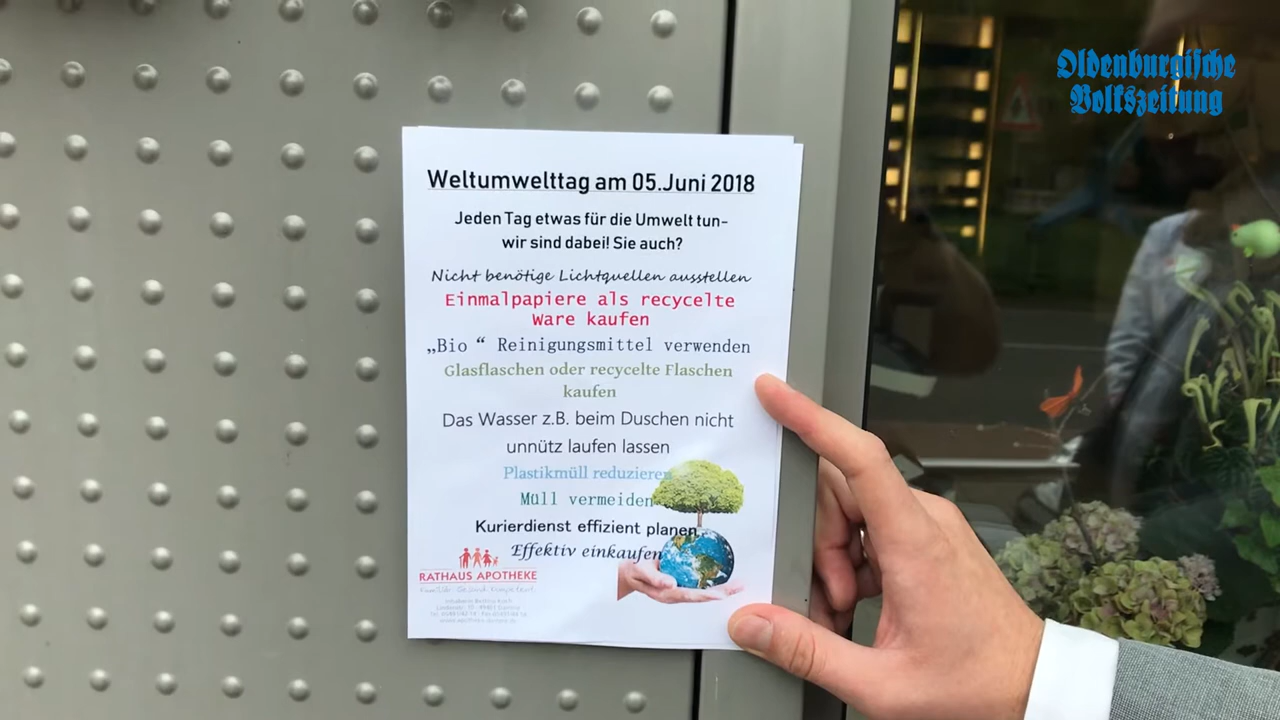 Oldenburgische
Volkszeitung
Weltumwelttag am 05.Juni 2018
Jeden Tag etwas für die Umwelt tun-
wir sind dabei! Sie auch?
Nicht benötige Lichtquellen ausstellen
Einmalpapiere als recycelte
Ware kaufen
„Bio “ Reinigungsmittel verwenden
Glasflaschen oder recycelte Flaschen
kaufen
Das Wasser z.B. beim Duschen nicht
unnütz laufen lassen
Plastikmüll reduzieren
Müll vermeiden
Kurierdienst effizient planen
Effektiv einkaufen
RATHAUS APOTHEKE